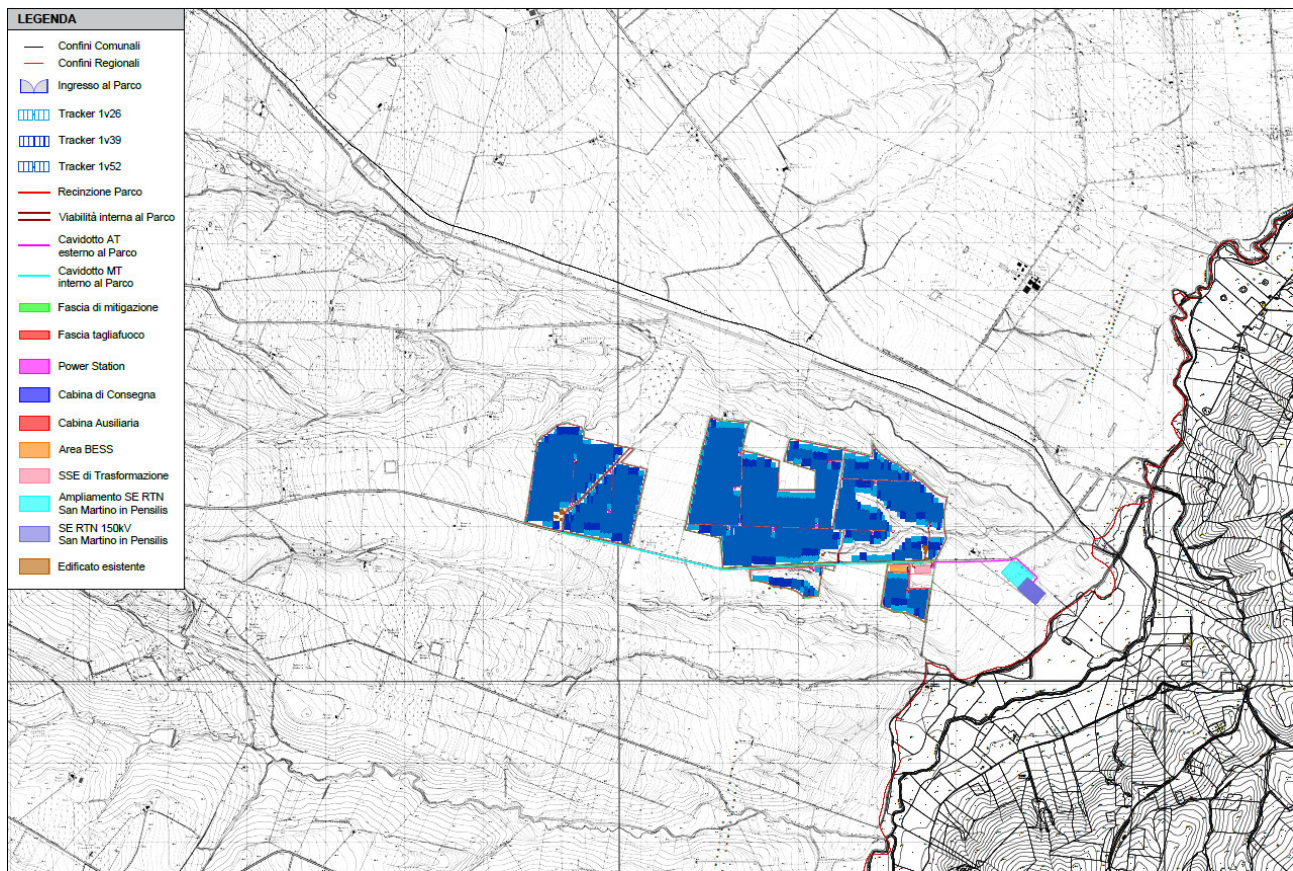 LEGENDA
Confini Comunali
Confini Regionali
Ingresso al Parco
Tracker 1v26
Tracker 1v39
Tracker 1v52
Recinzione Parco
Viabilità interna al Parco
Cavidotto AT
esterno al Parco
Cavidotto MT
interno al Parco
Fascia di mitigazione
Fascia tagliafuoco
Power Station
Cabina di Consegna
Cabina Ausiliaria
Area BESS
SSE di Trasformazione
Ampliamento SE RTN
San Martino in Pensilis
SE RTN 150kV
San Martino in Pensilis
Edificato esistente